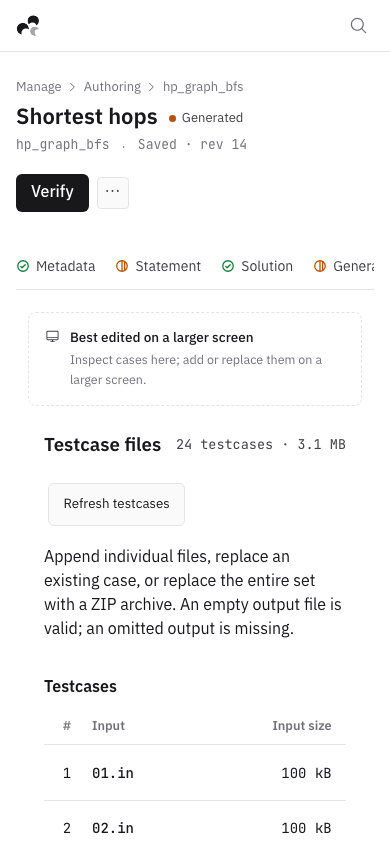 Manage > Authoring > hp_graph_bfs
Shortest hops Generated
hp_graph_bfs · Saved · rev 14
Verify ···
Metadata Statement Solution Genera
Best edited on a larger screen
Inspect cases here; add or replace them on a
larger screen.
Testcase files 24 testcases · 3.1 MB
Refresh testcases
Append individual files, replace an
existing case, or replace the entire set
with a ZIP archive. An empty output file is
valid; an omitted output is missing.
Testcases
# Input Input size
1 01.in 100 kB
2 02.in 100 kB